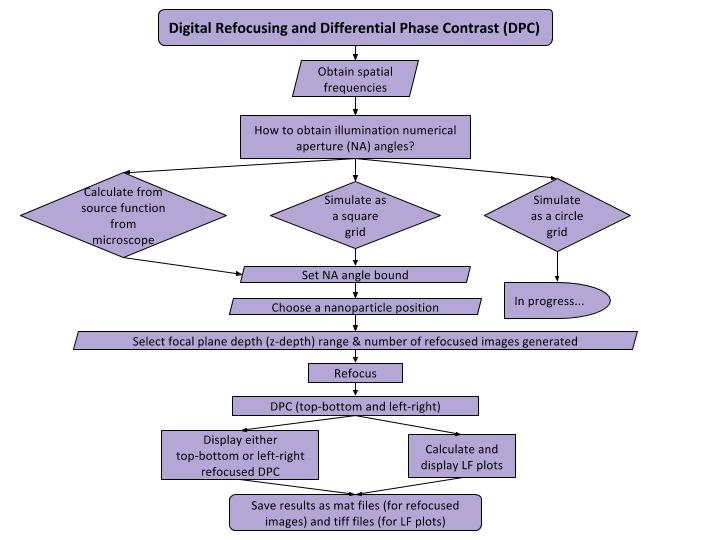 Digital Refocusing and Differential Phase Contrast (DPC)
Obtain spatial
frequencies
How to obtain illumination numerical
aperture (NA) angles?
Calculate from
source function
from
microscope
Simulate as
a square
grid
Simulate
as a circle
grid
Set NA angle bound
In progress...
Choose a nanoparticle position
Select focal plane depth (z-depth) range & number of refocused images generated
Refocus
DPC (top-bottom and left-right)
Display either
top-bottom or left-right
refocused DPC
Calculate and
display LF plots
Save results as mat files (for refocused
images) and tiff files (for LF plots)